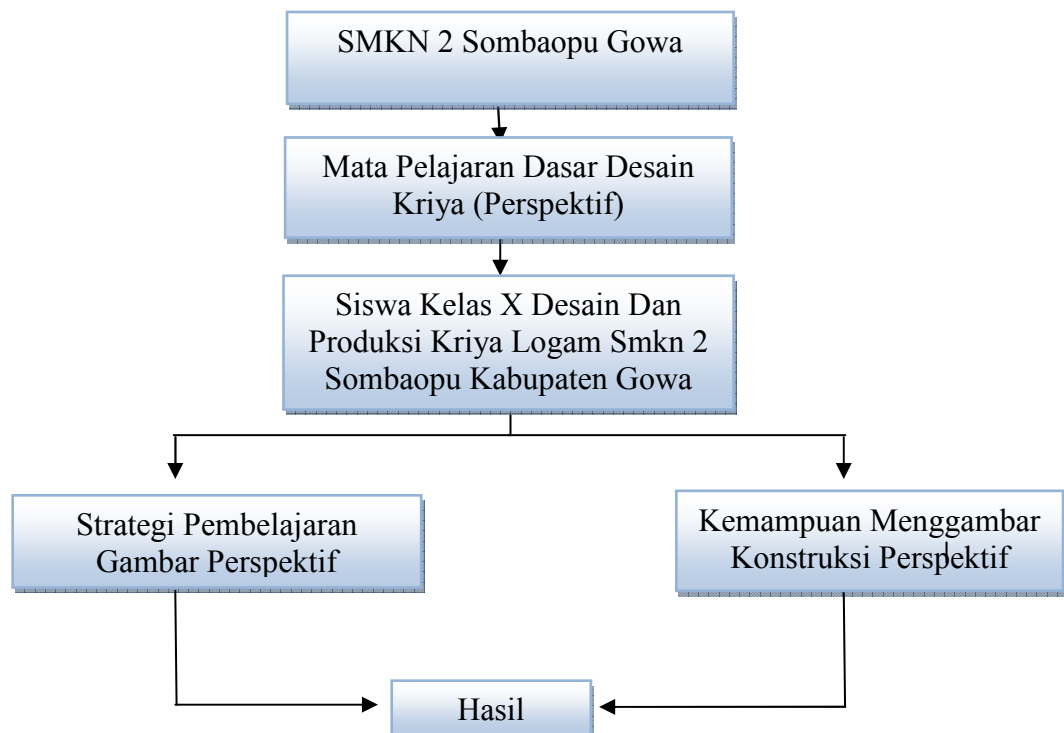 SMKN 2 Sombaopu Gowa
Mata Pelajaran Dasar Desain
Kriya (Perspektif)
Siswa Kelas X Desain Dan
Produksi Kriya Logam Smkn 2
Sombaopu Kabupaten Gowa
Strategi Pembelajaran
Gambar Perspektif
Kemampuan Menggambar
Konstruksi Perspektif
Hasil